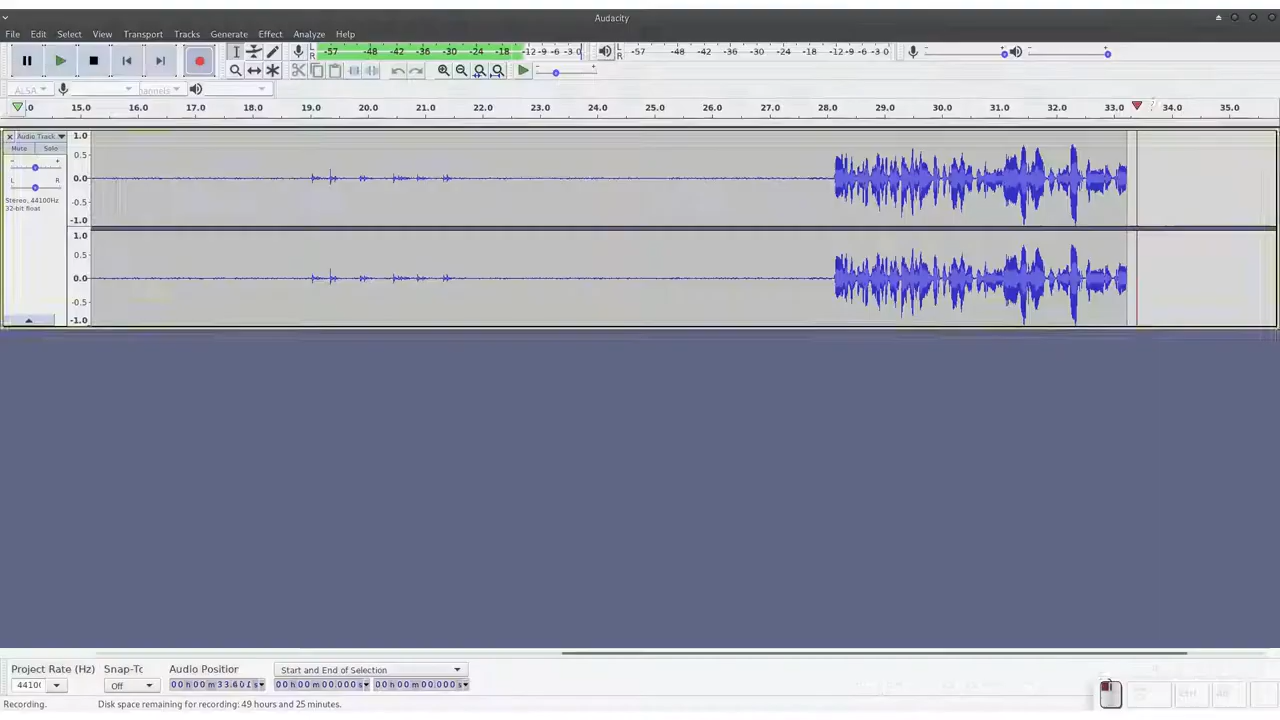 Audacity
File Edit Select View Transport Tracks Generate Effect Analyze Help
L R -57 -48 -42 -36 -30 -24 -18 -12 -9 -6 -3 0 L R -57 -48 -42 -36 -30 -24 -18 -12 -9 -6 -3 0
ALSA hannels
.0 15.0 16.0 17.0 18.0 19.0 20.0 21.0 22.0 23.0 24.0 25.0 26.0 27.0 28.0 29.0 30.0 31.0 32.0 33.0 34.0 35.0
Audio Track 1.0
Mute Solo
- + 0.5
L R 0.0
Stereo, 44100Hz -0.5
32-bit float
-1.0
1.0
0.5
0.0
-0.5
-1.0
Project Rate (Hz) Snap-To Audio Position Start and End of Selection
4410 Off 00 h 00 m 33.601 s 00 h 00 m 00.000 s 00 h 00 m 00.000 s
Recording. Disk space remaining for recording: 49 hours and 25 minutes.
Ctrl